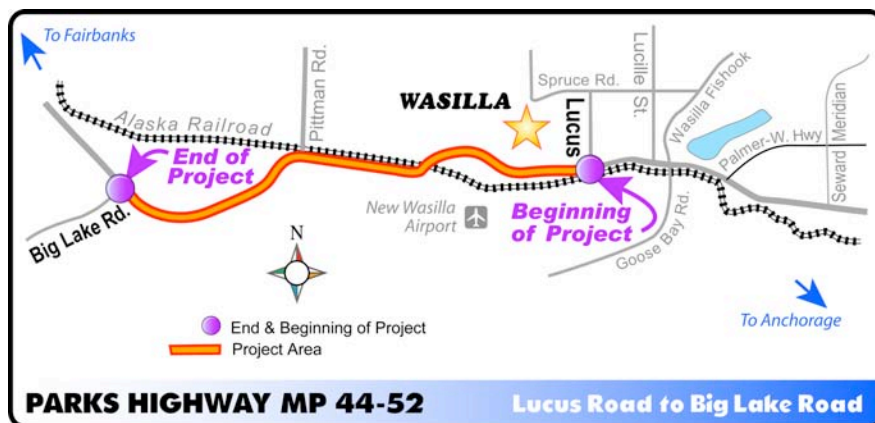 To Fairbanks
Alaska Railroad
Pittman Rd.
WASILLA
Spruce Rd.
Lucus
Lucille St.
Wasilla Fishook
Palmer-W. Hwy
Seward Meridian
End of
Project
Big Lake Rd.
New Wasilla
Airport
Beginning
of Project
Goose Bay Rd.
N
To Anchorage
End & Beginning of Project
Project Area
PARKS HIGHWAY MP 44-52
Lucus Road to Big Lake Road